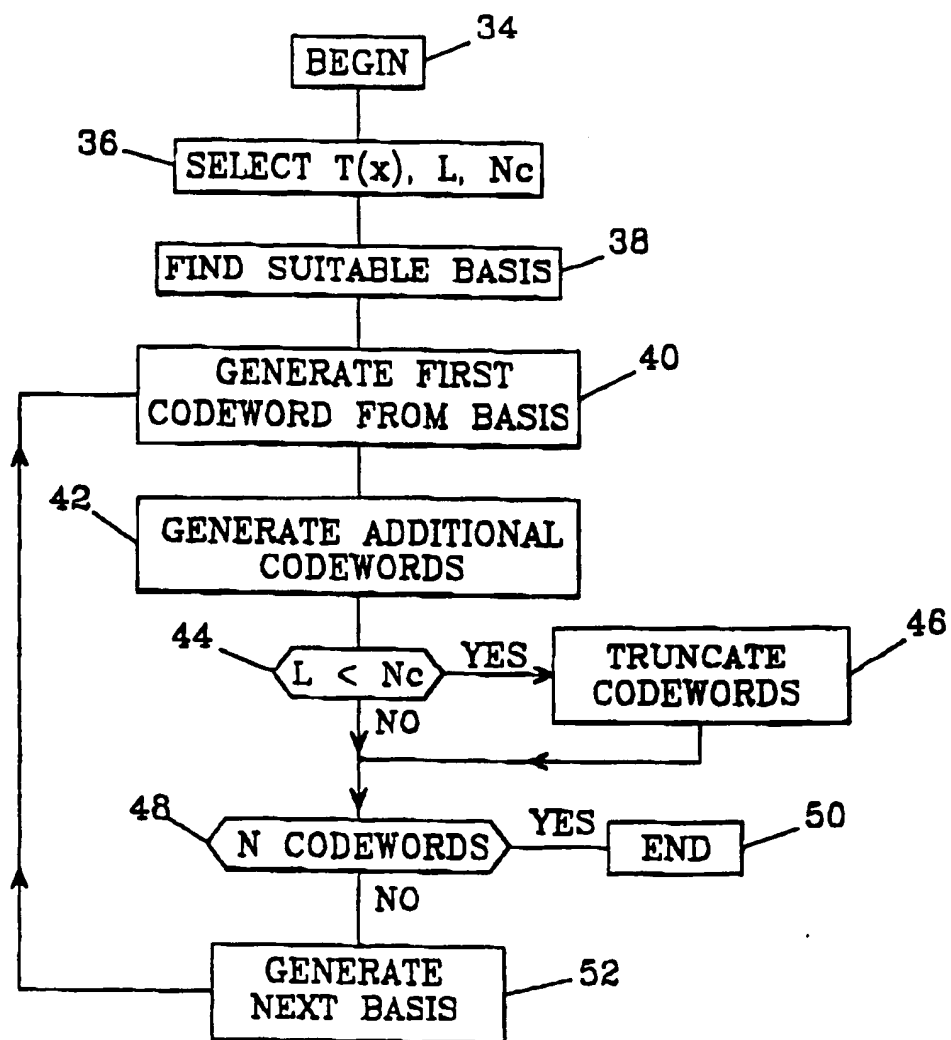 34
BEGIN
36
SELECT T(x), L, Nc
38
FIND SUITABLE BASIS
40
GENERATE FIRST
CODEWORD FROM BASIS
42
GENERATE ADDITIONAL
CODEWORDS
44
L < Nc
YES
46
TRUNCATE
CODEWORDS
NO
48
N CODEWORDS
YES
50
END
NO
GENERATE
NEXT BASIS
52